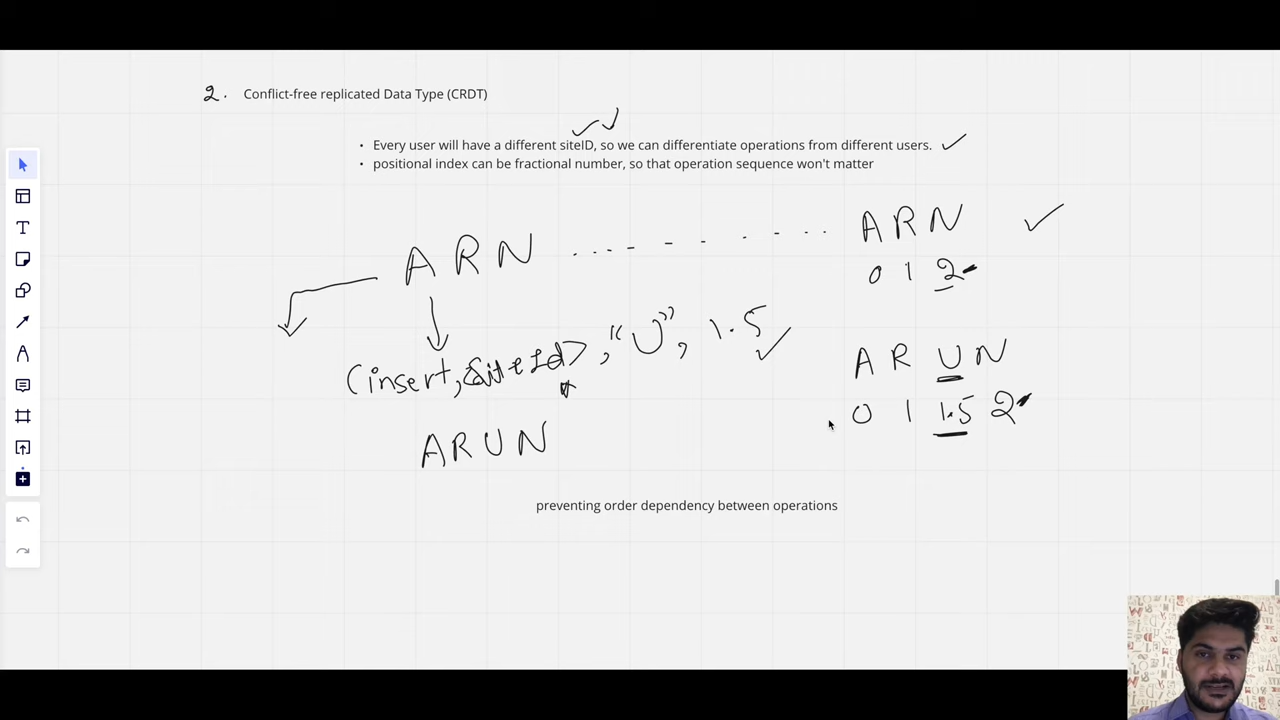 2. Conflict-free replicated Data Type (CRDT)
• Every user will have a different siteID, so we can differentiate operations from different users.
• positional index can be fractional number, so that operation sequence won't matter
A R N
A R N
0 1 2
(insert, SiteId>, "U", 1.5
A R U N
0 1 1.5 2
A R U N
preventing order dependency between operations